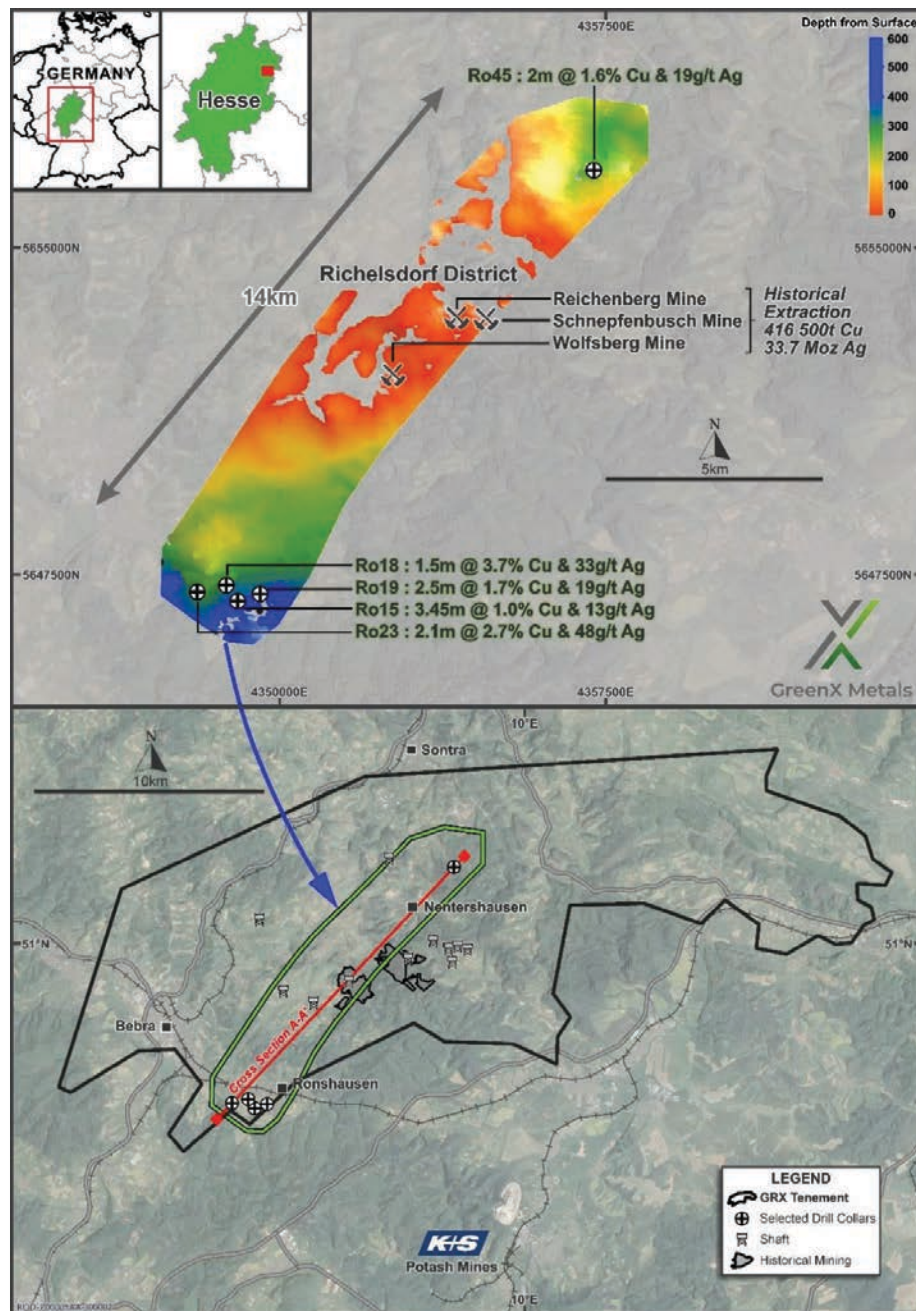 GERMANY
Hesse
4357500E
Depth from Surface
600
500
400
300
200
100
0
Ro45 : 2m @ 1.6% Cu & 19g/t Ag
5655000N
5655000N
14km
Richelsdorf District
Reichenberg Mine
Schnepfenbusch Mine
Wolfsberg Mine
Historical
Extraction
416 500t Cu
33.7 Moz Ag
N
5km
5647500N
5647500N
Ro18 : 1.5m @ 3.7% Cu & 33g/t Ag
Ro19 : 2.5m @ 1.7% Cu & 19g/t Ag
Ro15 : 3.45m @ 1.0% Cu & 13g/t Ag
Ro23 : 2.1m @ 2.7% Cu & 48g/t Ag
GreenX Metals
4350000E
4357500E
10°E
N
10km
Sontra
Nentershausen
51°N
51°N
Bebra
Cross Section A-A'
Ronshausen
LEGEND
GRX Tenement
Selected Drill Collars
Shaft
Historical Mining
K+S
Potash Mines
10°E